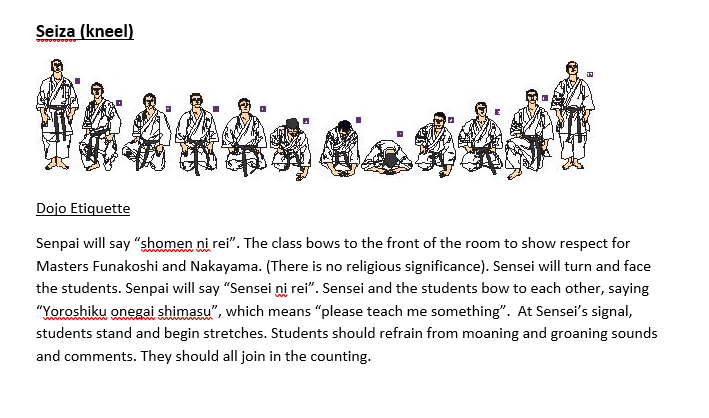 Seiza (kneel)
Dojo Etiquette
Senpai will say “shomen ni rei”. The class bows to the front of the room to show respect for
Masters Funakoshi and Nakayama. (There is no religious significance). Sensei will turn and face
the students. Senpai will say “Sensei ni rei”. Sensei and the students bow to each other, saying
“Yoroshiku onegai shimasu”, which means “please teach me something”.  At Sensei’s signal,
students stand and begin stretches. Students should refrain from moaning and groaning sounds
and comments. They should all join in the counting.